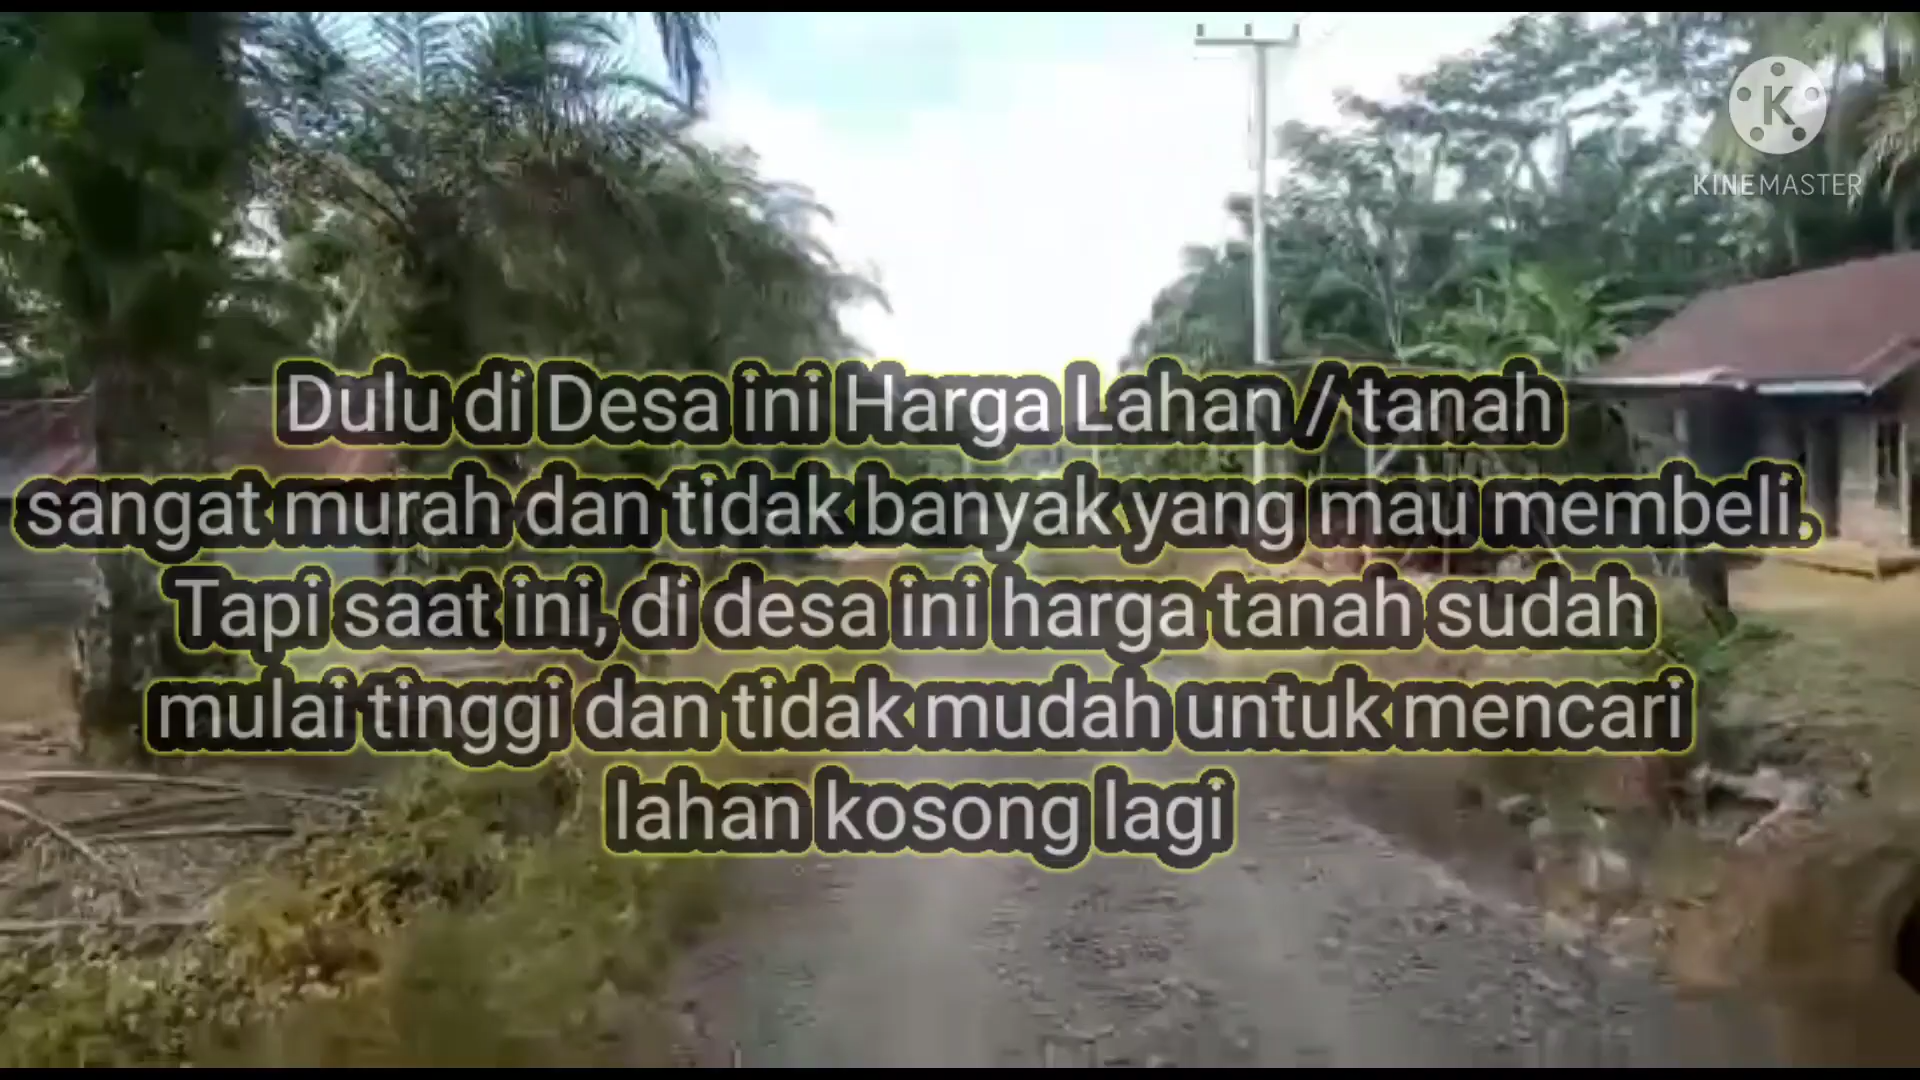 KINEMASTER
Dulu di Desa ini Harga Lahan / tanah
sangat murah dan tidak banyak yang mau membeli.
Tapi saat ini, di desa ini harga tanah sudah
mulai tinggi dan tidak mudah untuk mencari
lahan kosong lagi